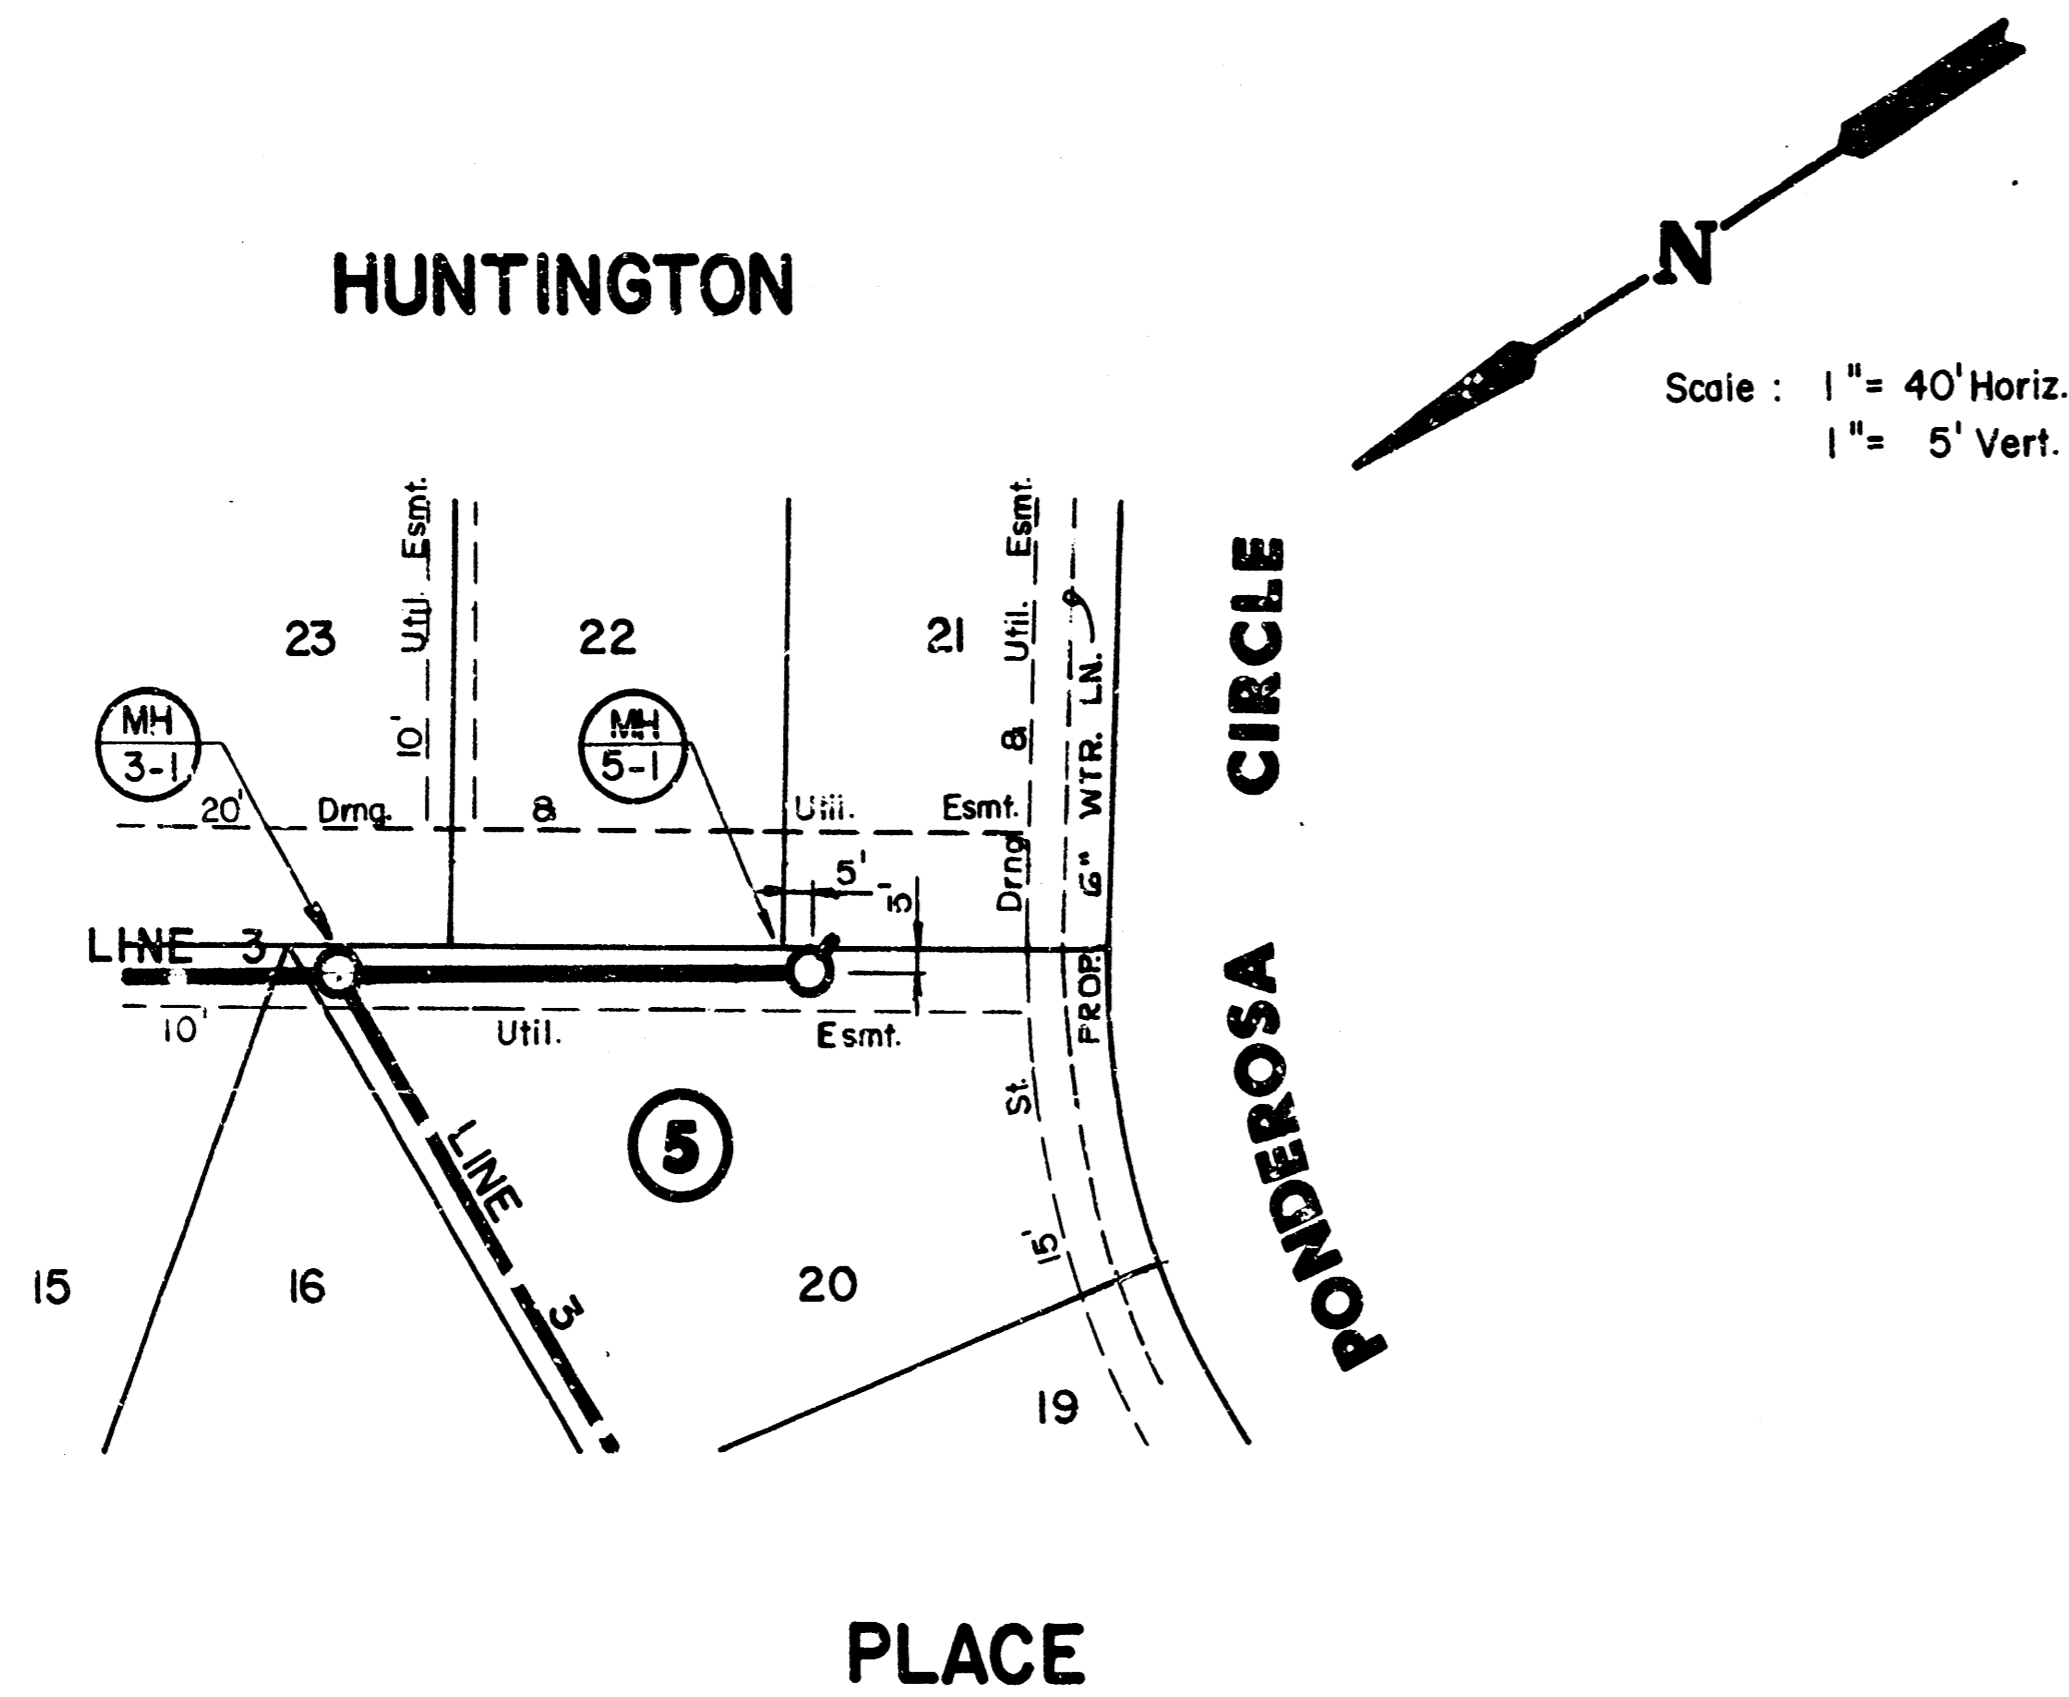 N
HUNTINGTON
Scale : 1" = 40' Horiz.
1" = 5' Vert.
10' Util. Esmt.
15' St. Drng. & Util. Esmt.
PROP. 6" WTR. LN.
PONDEROSA CIRCLE
23
22
21
MH
3-1
MH
5-1
20' Drng. & Util. Esmt.
5'
5'
LINE 3
10' Util. Esmt.
LINE 3
5
15
16
20
19
PLACE